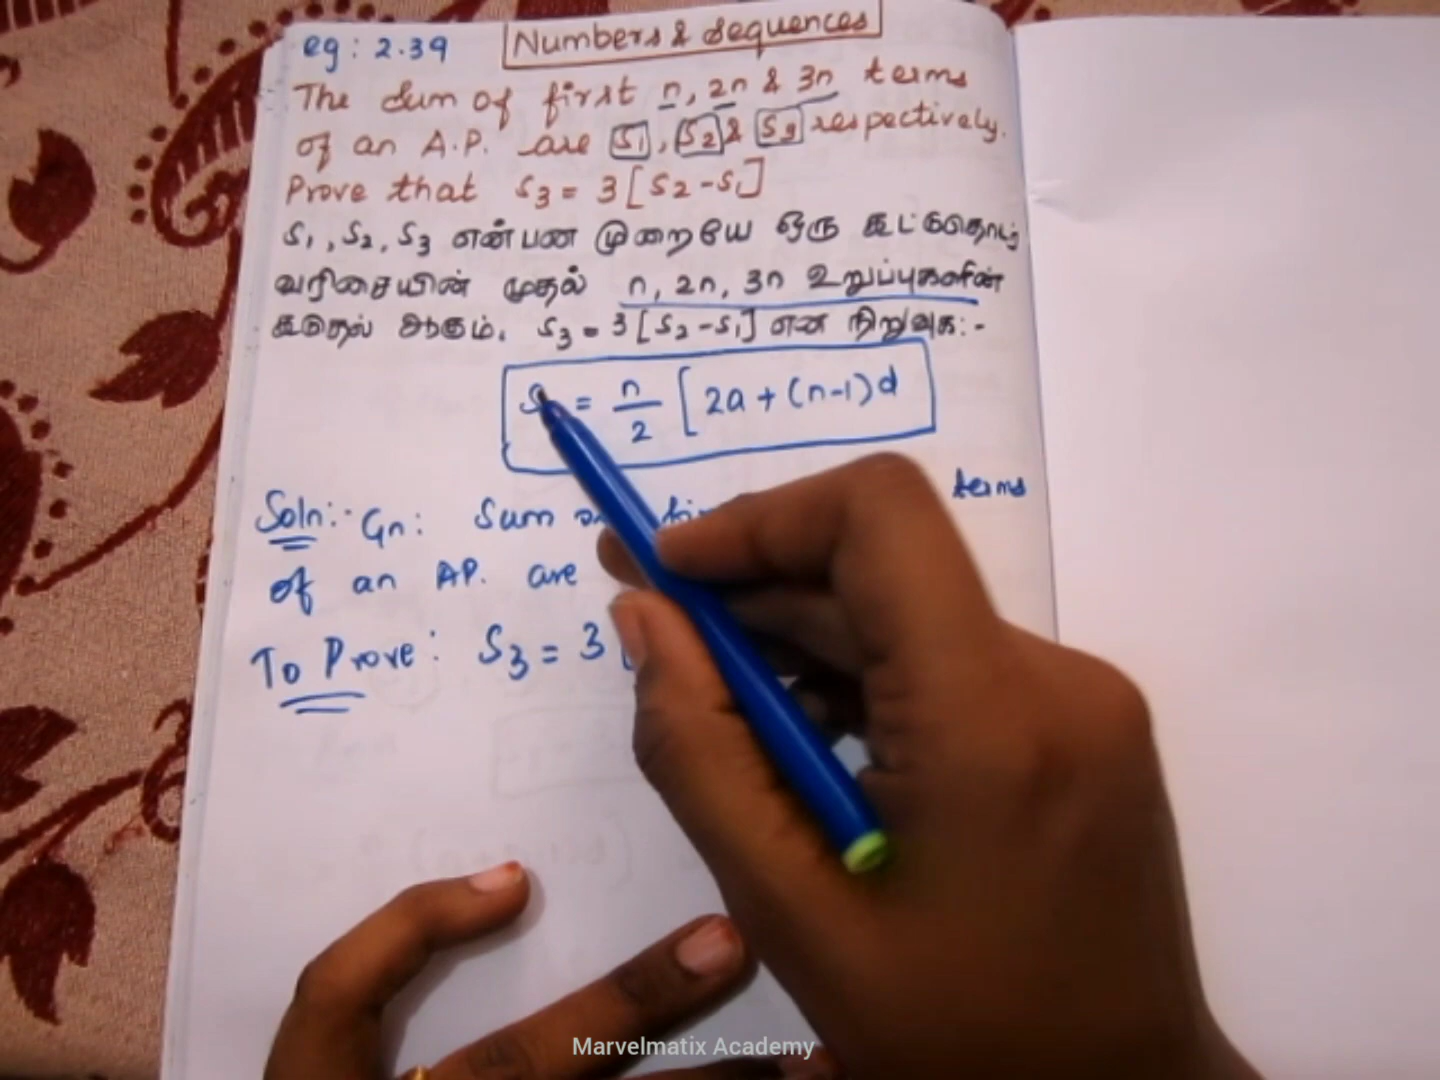 eg: 2.39 Numbers & Sequences
The sum of first n, 2n & 3n terms
of an A.P. are S1, S2 & S3 respectively.
Prove that S3 = 3[S2-S1]
S1, S2, S3 என்பன முறையே ஒரு கூட்டுத்தொடர்
வரிசையின் முதல் n, 2n, 3n உறுப்புகளின்
கூடுதல் ஆகும். S3 = 3[S2-S1] என நிறுவுக:-
= n/2 [2a + (n-1)d
Soln:- Gn: Sum terms
of an AP. are
To Prove: S3 = 3
Marvelmatix Academy